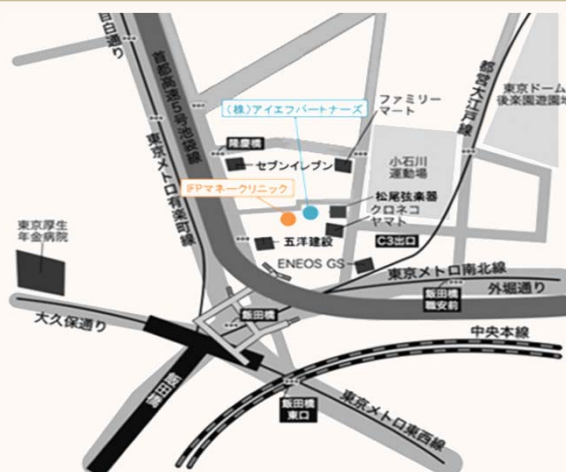 目白通り
首都高速5号池袋線
都営大江戸線
東京ドーム
後楽園遊園地
(株)アイエフパートナーズ
ファミリー
マート
隆慶橋
セブンイレブン
小石川
運動場
東京メトロ有楽町線
IFPマネークリニック
松尾弦楽器
クロネコ
ヤマト
五洋建設
C3出口
東京厚生
年金病院
ENEOS GS
東京メトロ南北線
飯田橋
職安前
外堀通り
大久保通り
飯田橋
中央本線
飯田橋
飯田橋
東口
東京メトロ東西線